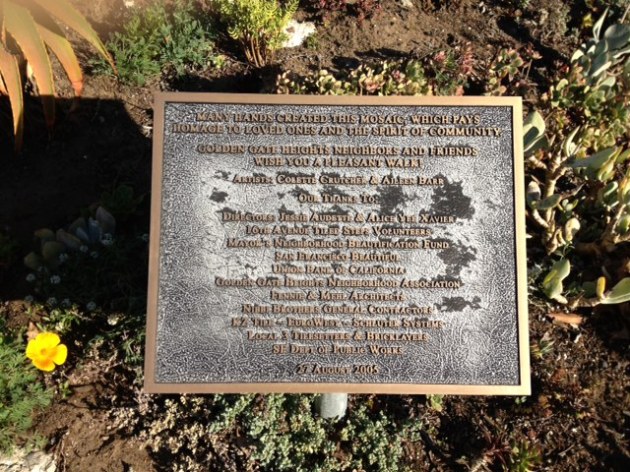 MANY HANDS CREATED THIS MOSAIC, WHICH PAYS
HOMAGE TO LOVED ONES AND THE SPIRIT OF COMMUNITY.
GOLDEN GATE HEIGHTS NEIGHBORS AND FRIENDS
WISH YOU A PLEASANT WALK!
ARTISTS: COLETTE CRUTCHER & AILEEN BARR
OUR THANKS TO:
DIRECTORS: JESSIE AUDETTE & ALICE YEE XAVIER
16TH AVENUE TILED STEPS VOLUNTEERS
MAYOR'S NEIGHBORHOOD BEAUTIFICATION FUND
SAN FRANCISCO BEAUTIFUL
UNION BANK OF CALIFORNIA
GOLDEN GATE HEIGHTS NEIGHBORHOOD ASSOCIATION
& MEHL ARCHITECTS
NIBBI BROTHERS GENERAL CONTRACTORS
KZ TILE ~ EUROWEST ~ SCHLUTER SYSTEMS
LOCAL 3 TILESETTERS & BRICKLAYERS
SF DEPT OF PUBLIC WORKS
27 AUGUST 2005